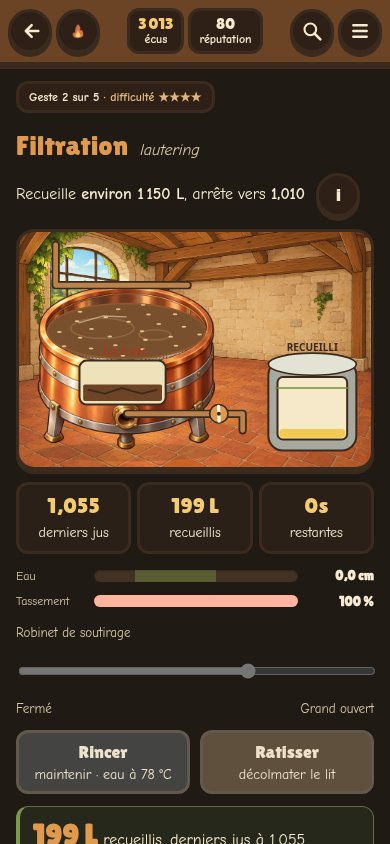 3 013
écus
80
réputation
Geste 2 sur 5 · difficulté ★★★★
Filtration lautering
Recueille environ 1 150 L, arrête vers 1,010
i
RECUEILLI
1,055
derniers jus
199 L
recueillis
0s
restantes
Eau 0,0 cm
Tassement 100 %
Robinet de soutirage
Fermé Grand ouvert
Rincer
maintenir · eau à 78 °C
Ratisser
décolmater le lit
199 L recueillis, derniers jus à 1,055